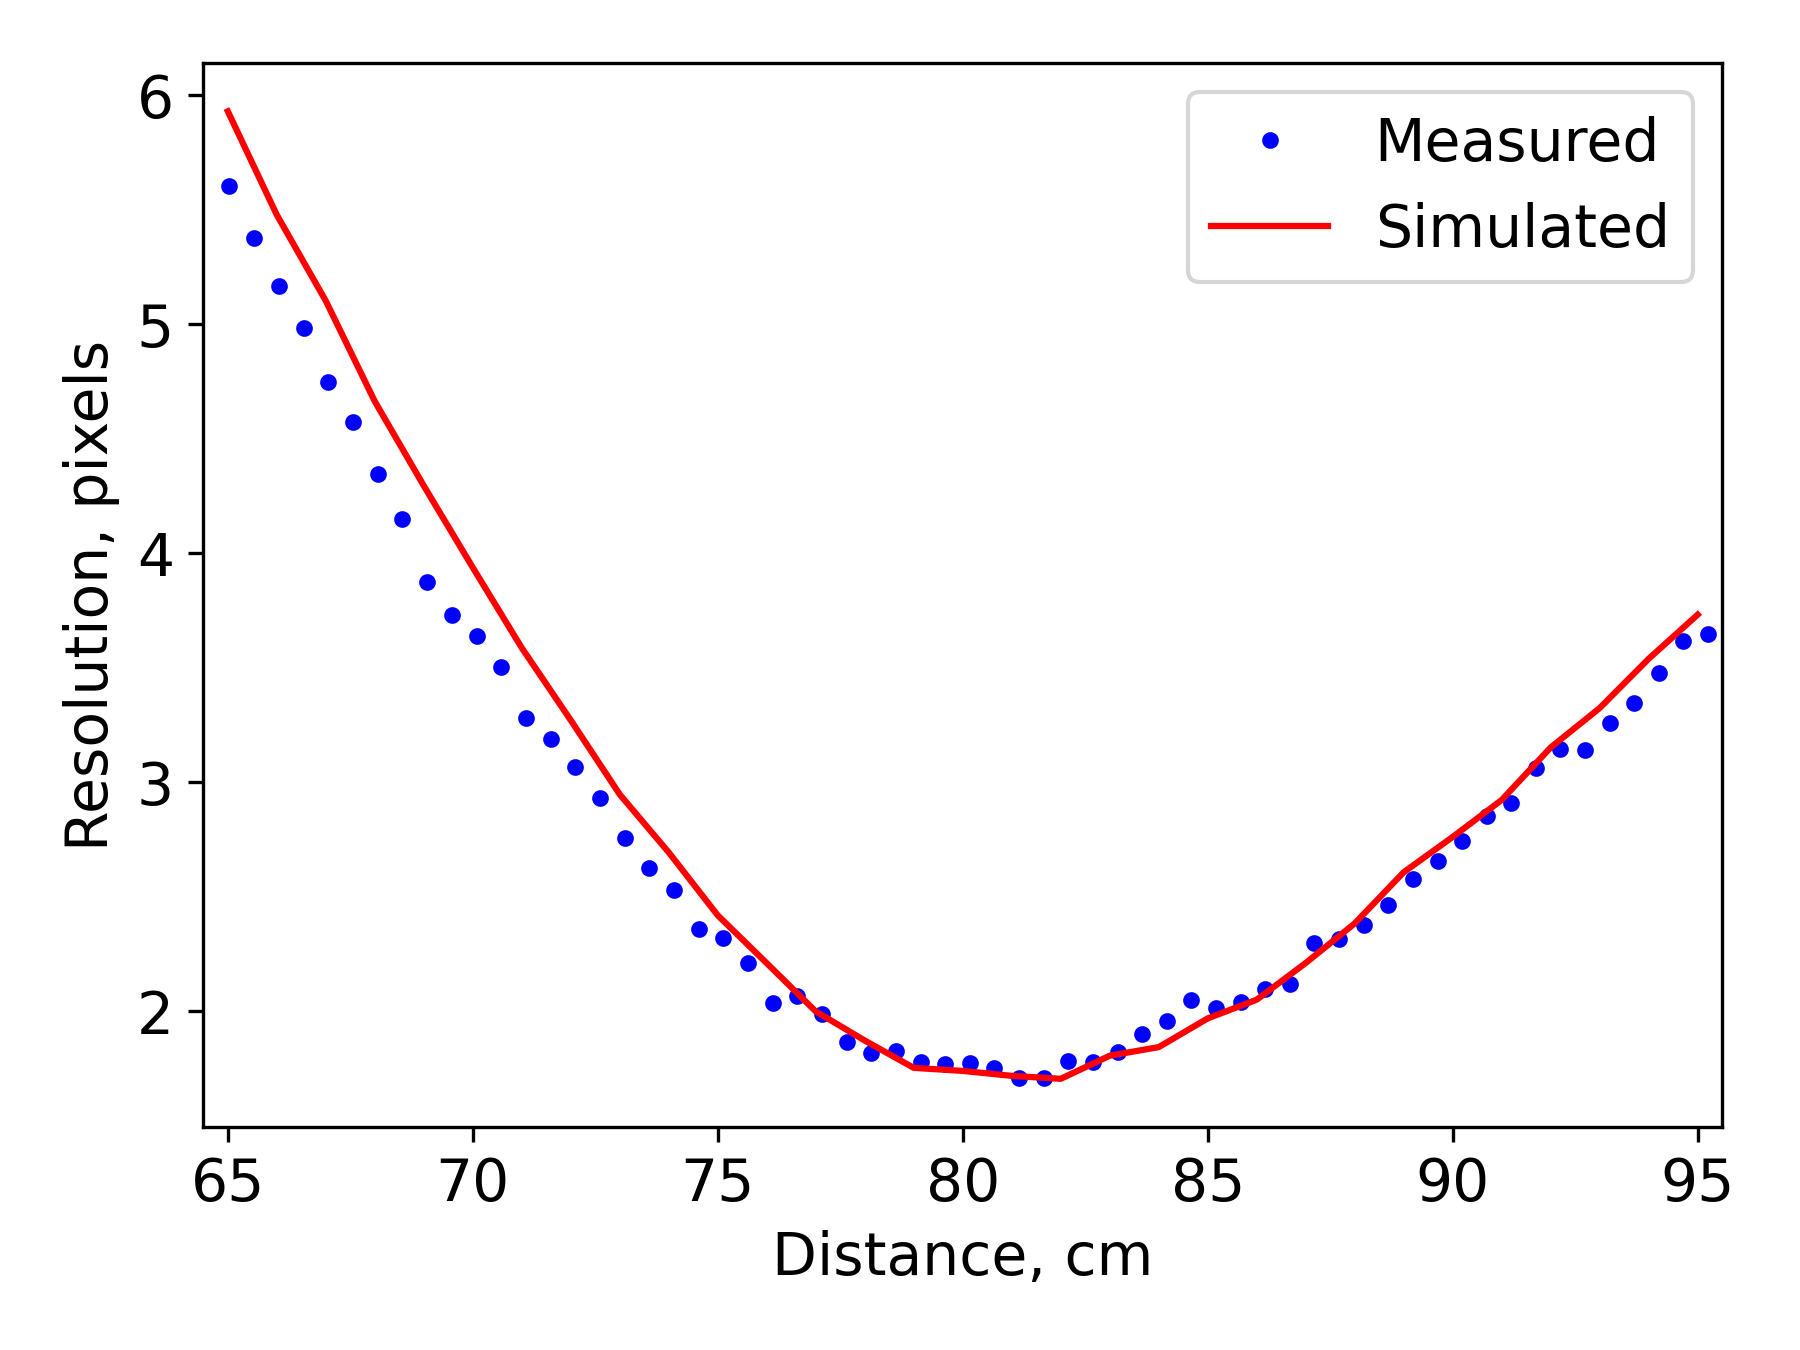 Measured
Simulated
6
5
4
3
2
Resolution, pixels
65 70 75 80 85 90 95
Distance, cm